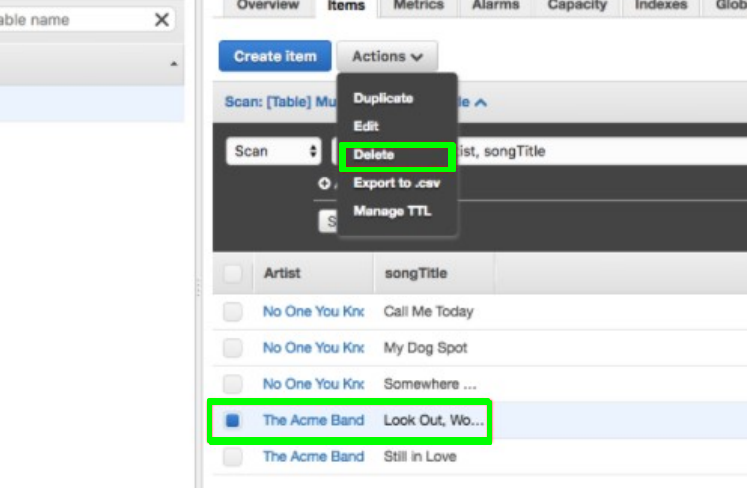 Overview Items Metrics Alarms Capacity Indexes Glob
able name
Create item Actions
Scan: [Table] Mu le
Duplicate
Edit
Scan Delete ist, songTitle
Export to .csv
S Manage TTL
Artist songTitle
No One You Kno Call Me Today
No One You Kno My Dog Spot
No One You Kno Somewhere ...
The Acme Band Look Out, Wo...
The Acme Band Still in Love